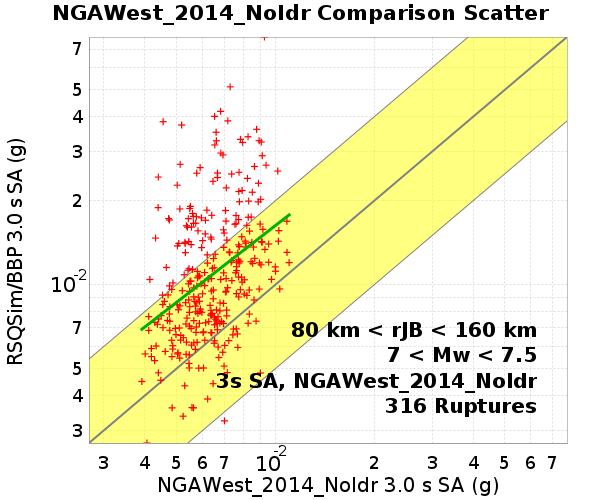 NGAWest_2014_NoIdr Comparison Scatter
RSQSim/BBP 3.0 s SA (g)
7
5
4
3
2
10-2
7
5
4
3
80 km < rJB < 160 km
7 < Mw < 7.5
3s SA, NGAWest_2014_NoIdr
316 Ruptures
3 4 5 6 7 10-2 2 3 4 5 6 7
NGAWest_2014_NoIdr 3.0 s SA (g)